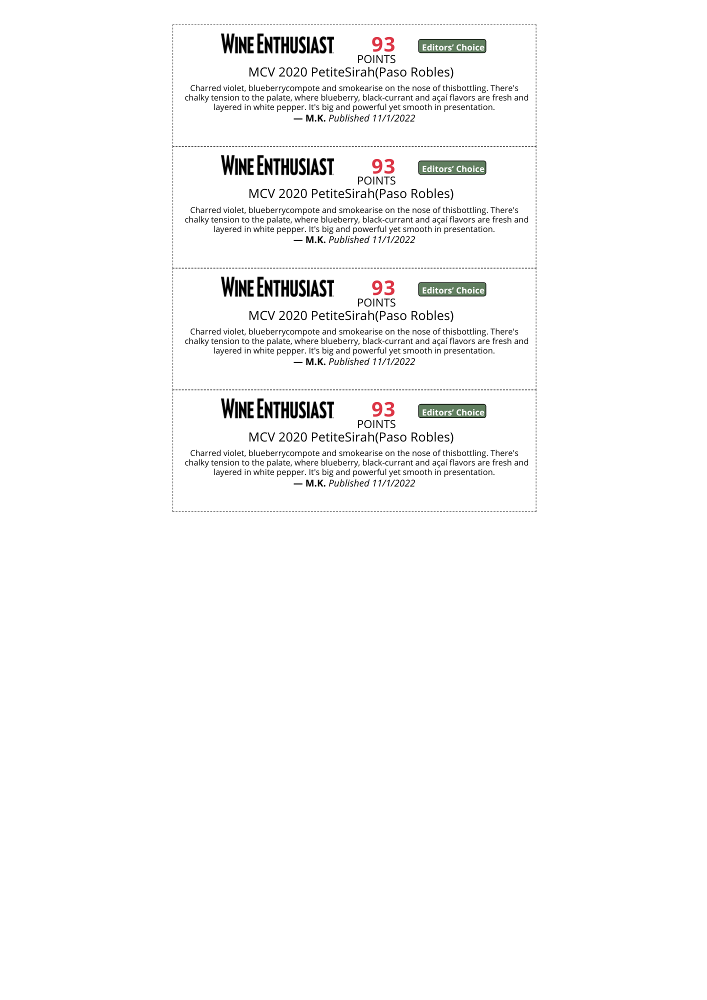 WINE ENTHUSIAST 93 Editors’ Choice
POINTS
MCV 2020 PetiteSirah(Paso Robles)
Charred violet, blueberrycompote and smokearise on the nose of thisbottling. There's
chalky tension to the palate, where blueberry, black-currant and açaí flavors are fresh and
layered in white pepper. It's big and powerful yet smooth in presentation.
— M.K. Published 11/1/2022
WINE ENTHUSIAST 93 Editors’ Choice
POINTS
MCV 2020 PetiteSirah(Paso Robles)
Charred violet, blueberrycompote and smokearise on the nose of thisbottling. There's
chalky tension to the palate, where blueberry, black-currant and açaí flavors are fresh and
layered in white pepper. It's big and powerful yet smooth in presentation.
— M.K. Published 11/1/2022
WINE ENTHUSIAST 93 Editors’ Choice
POINTS
MCV 2020 PetiteSirah(Paso Robles)
Charred violet, blueberrycompote and smokearise on the nose of thisbottling. There's
chalky tension to the palate, where blueberry, black-currant and açaí flavors are fresh and
layered in white pepper. It's big and powerful yet smooth in presentation.
— M.K. Published 11/1/2022
WINE ENTHUSIAST 93 Editors’ Choice
POINTS
MCV 2020 PetiteSirah(Paso Robles)
Charred violet, blueberrycompote and smokearise on the nose of thisbottling. There's
chalky tension to the palate, where blueberry, black-currant and açaí flavors are fresh and
layered in white pepper. It's big and powerful yet smooth in presentation.
— M.K. Published 11/1/2022